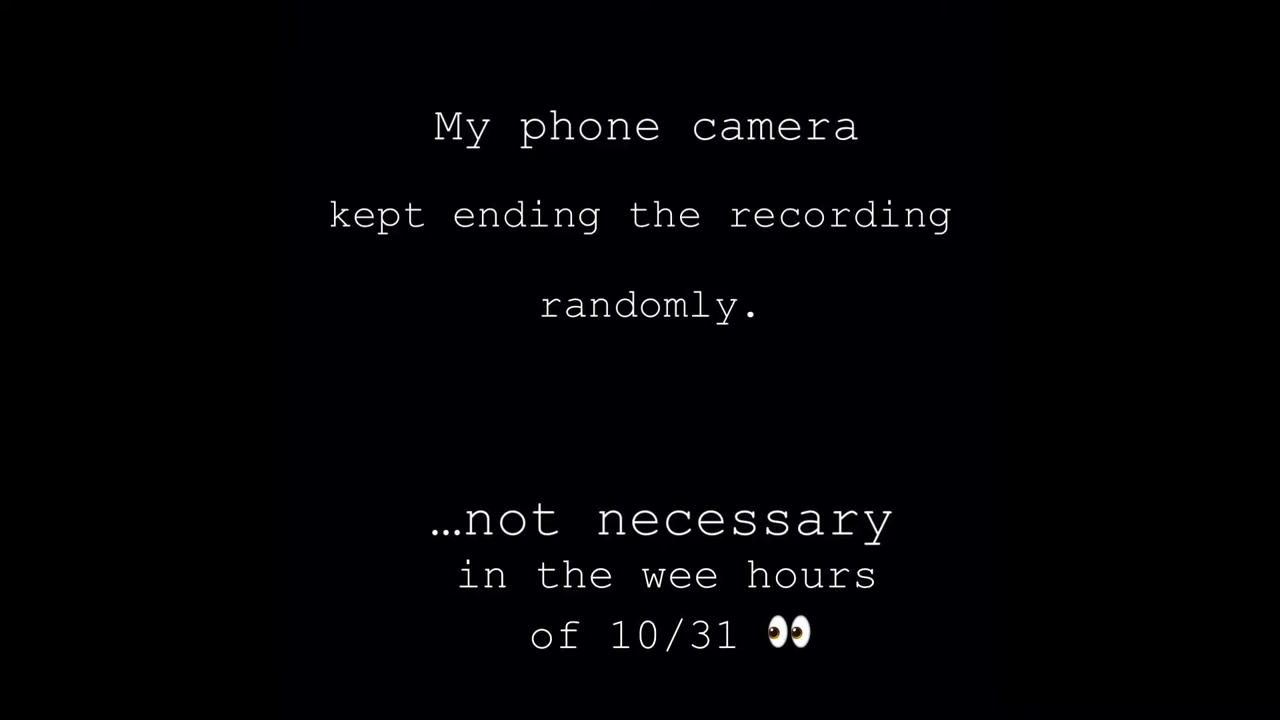 My phone camera
kept ending the recording
randomly.
…not necessary
in the wee hours
of 10/31 👀